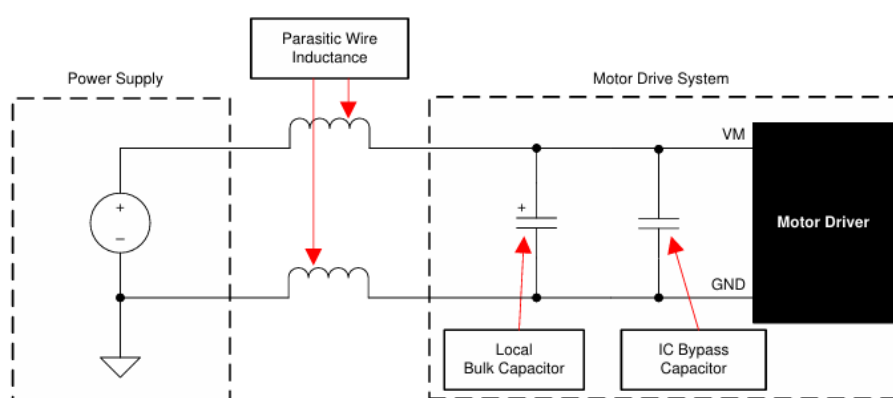 Parasitic Wire
Inductance
Power Supply
Motor Drive System
VM
+
+
–
Motor Driver
GND
Local
Bulk Capacitor
IC Bypass
Capacitor